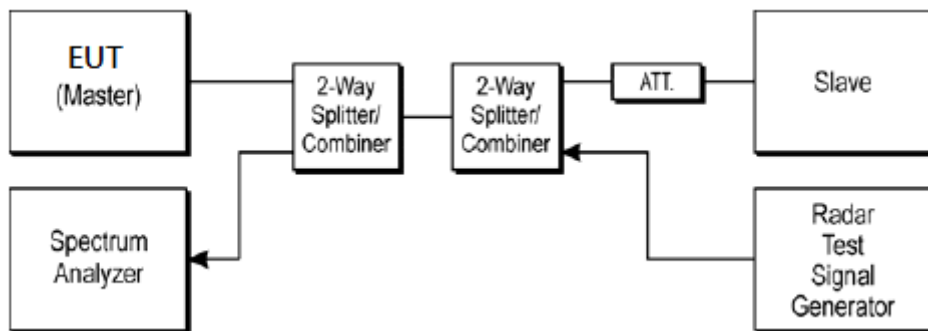 EUT
(Master)
2-Way
Splitter/
Combiner
2-Way
Splitter/
Combiner
ATT.
Slave
Spectrum
Analyzer
Radar
Test
Signal
Generator